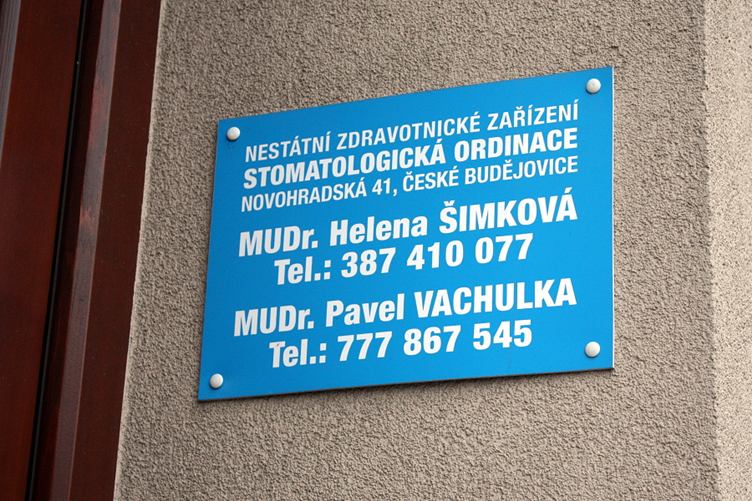 NESTÁTNÍ ZDRAVOTNICKÉ ZAŘÍZENÍ
STOMATOLOGICKÁ ORDINACE
NOVOHRADSKÁ 41, ČESKÉ BUDĚJOVICE
MUDr. Helena ŠIMKOVÁ
Tel.: 387 410 077
MUDr. Pavel VACHULKA
Tel.: 777 867 545